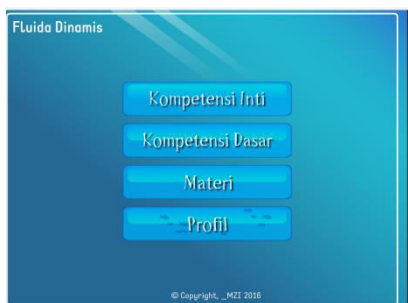 Fluida Dinamis
Kompetensi Inti
Kompetensi Dasar
Materi
Profil
© Copyright, _MZI 2016